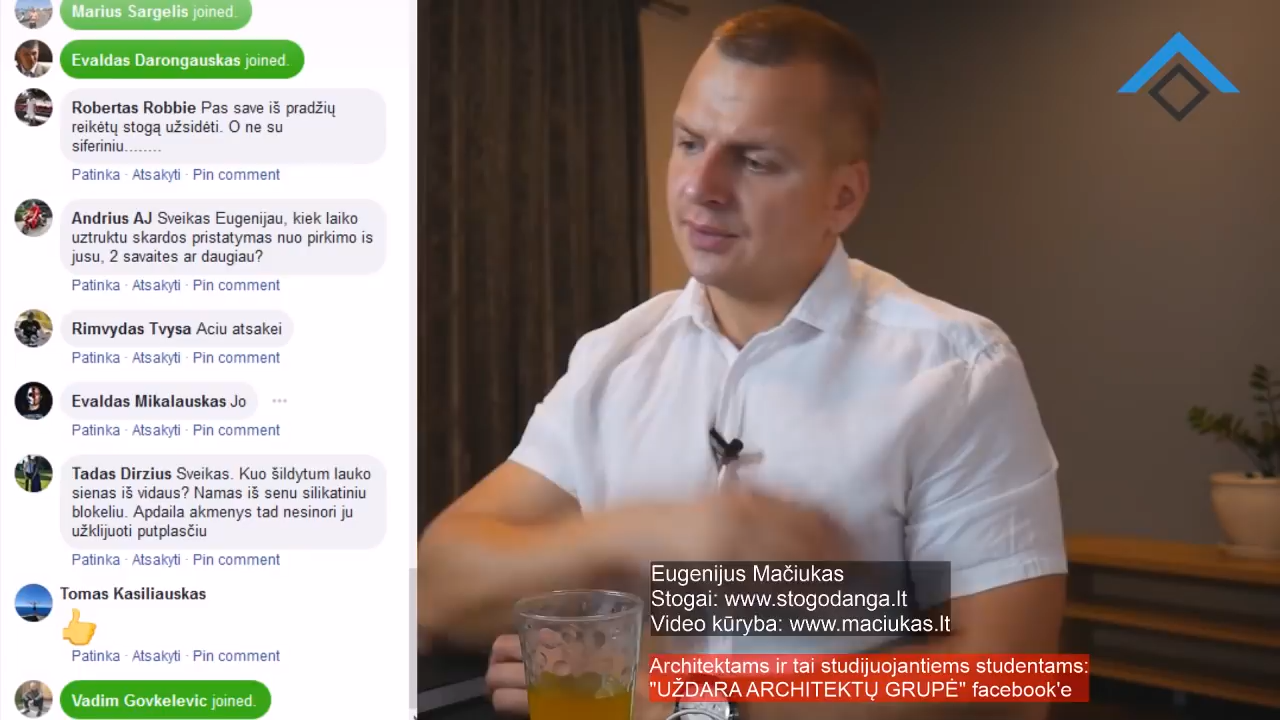 Marius Sargelis joined.
Evaldas Darongauskas joined.
Robertas Robbie Pas save iš pradžių
reikėtų stogą užsidėti. O ne su
siferiniu........
Patinka · Atsakyti · Pin comment
Andrius AJ Sveikas Eugenijau, kiek laiko
uztruktu skardos pristatymas nuo pirkimo is
jusu, 2 savaites ar daugiau?
Patinka · Atsakyti · Pin comment
Rimvydas Tvysa Aciu atsakei
Patinka · Atsakyti · Pin comment
Evaldas Mikalauskas Jo
Patinka · Atsakyti · Pin comment
Tadas Dirzius Sveikas. Kuo šildytum lauko
sienas iš vidaus? Namas iš senu silikatiniu
blokeliu. Apdaila akmenys tad nesinori ju
užklijuoti putplasčiu
Patinka · Atsakyti · Pin comment
Tomas Kasiliauskas
Patinka · Atsakyti · Pin comment
Vadim Govkelevic joined.
Eugenijus Mačiukas
Stogai: www.stogodanga.lt
Video kūryba: www.maciukas.lt
Architektams ir tai studijuojantiems studentams:
"UŽDARA ARCHITEKTŲ GRUPĖ" facebook'e